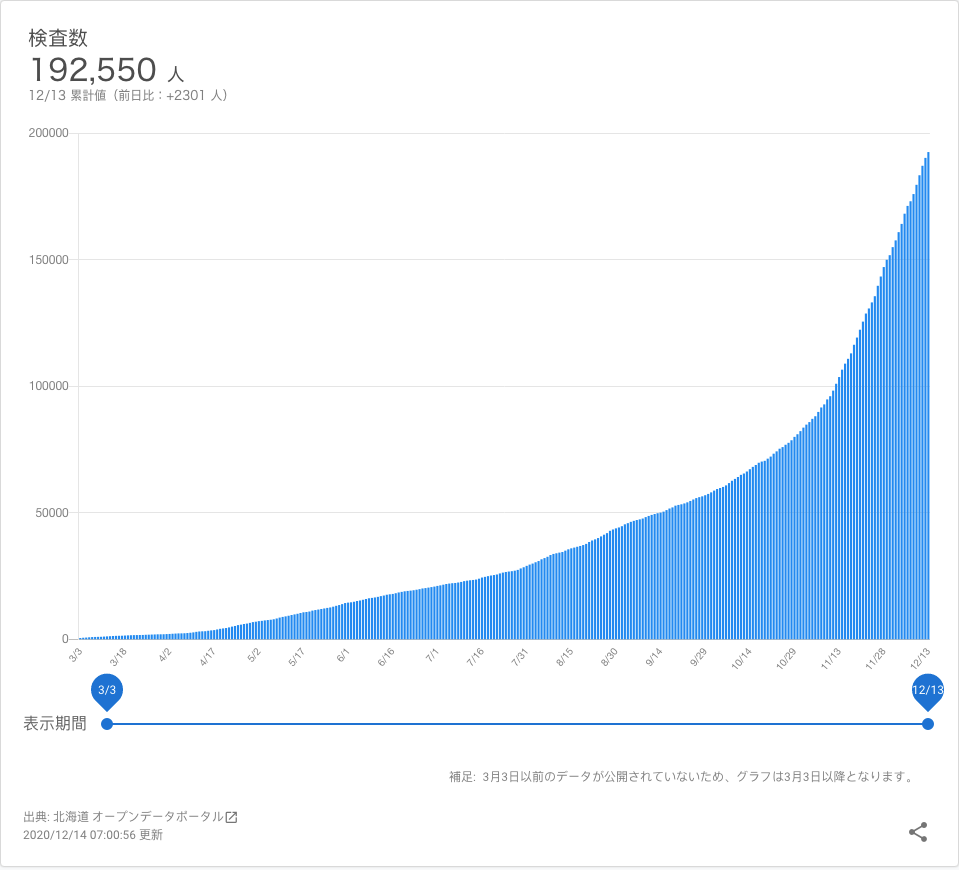 検査数
192,550 人
12/13 累計値（前日比：+2301 人）
200000
150000
100000
50000
0
3/3 3/18 4/2 4/17 5/2 5/17 6/1 6/16 7/1 7/16 7/31 8/15 8/30 9/14 9/29 10/14 10/29 11/13 11/28 12/13
3/3 12/13
表示期間
補足: 3月3日以前のデータが公開されていないため、グラフは3月3日以降となります。
出典: 北海道 オープンデータポータル
2020/12/14 07:00:56 更新